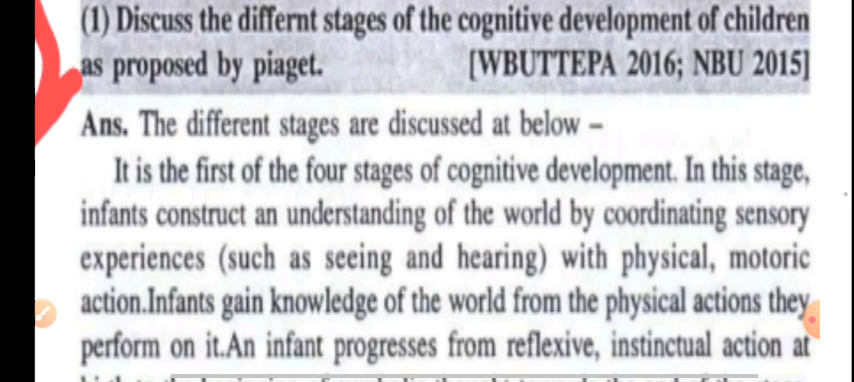 (1) Discuss the differnt stages of the cognitive development of children
as proposed by piaget. [WBUTTEPA 2016; NBU 2015]
Ans. The different stages are discussed at below –
It is the first of the four stages of cognitive development. In this stage,
infants construct an understanding of the world by coordinating sensory
experiences (such as seeing and hearing) with physical, motoric
action.Infants gain knowledge of the world from the physical actions they
perform on it.An infant progresses from reflexive, instinctual action at